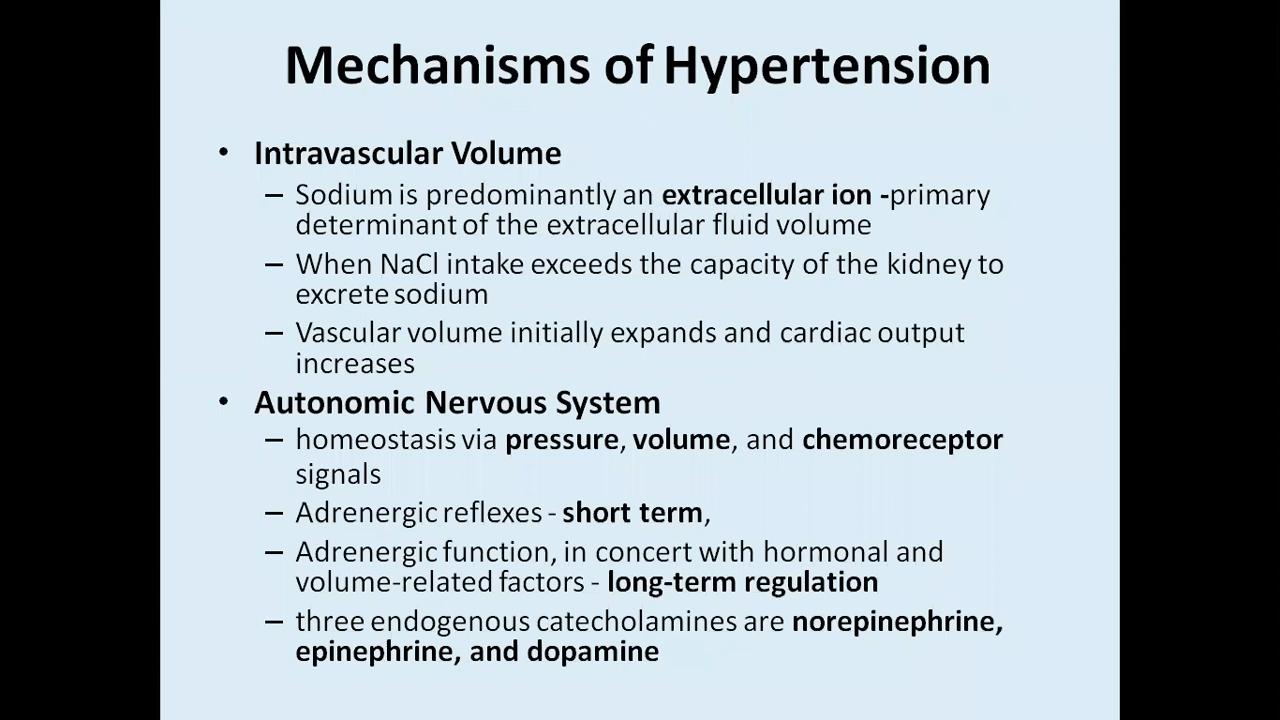 Mechanisms of Hypertension
• Intravascular Volume
– Sodium is predominantly an extracellular ion -primary
determinant of the extracellular fluid volume
– When NaCl intake exceeds the capacity of the kidney to
excrete sodium
– Vascular volume initially expands and cardiac output
increases
• Autonomic Nervous System
– homeostasis via pressure, volume, and chemoreceptor
signals
– Adrenergic reflexes - short term,
– Adrenergic function, in concert with hormonal and
volume-related factors - long-term regulation
– three endogenous catecholamines are norepinephrine,
epinephrine, and dopamine